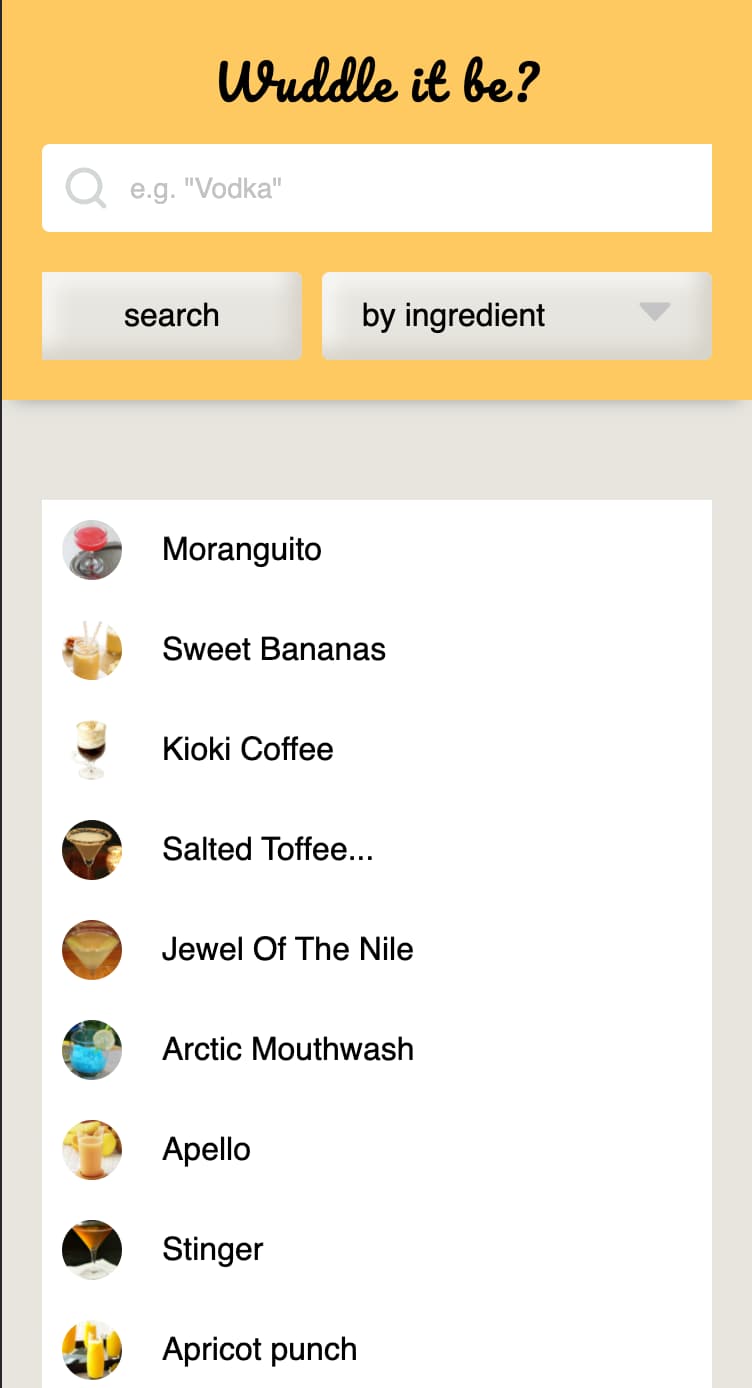 Wuddle it be?
e.g. "Vodka"
search
by ingredient
Moranguito
Sweet Bananas
Kioki Coffee
Salted Toffee...
Jewel Of The Nile
Arctic Mouthwash
Apello
Stinger
Apricot punch